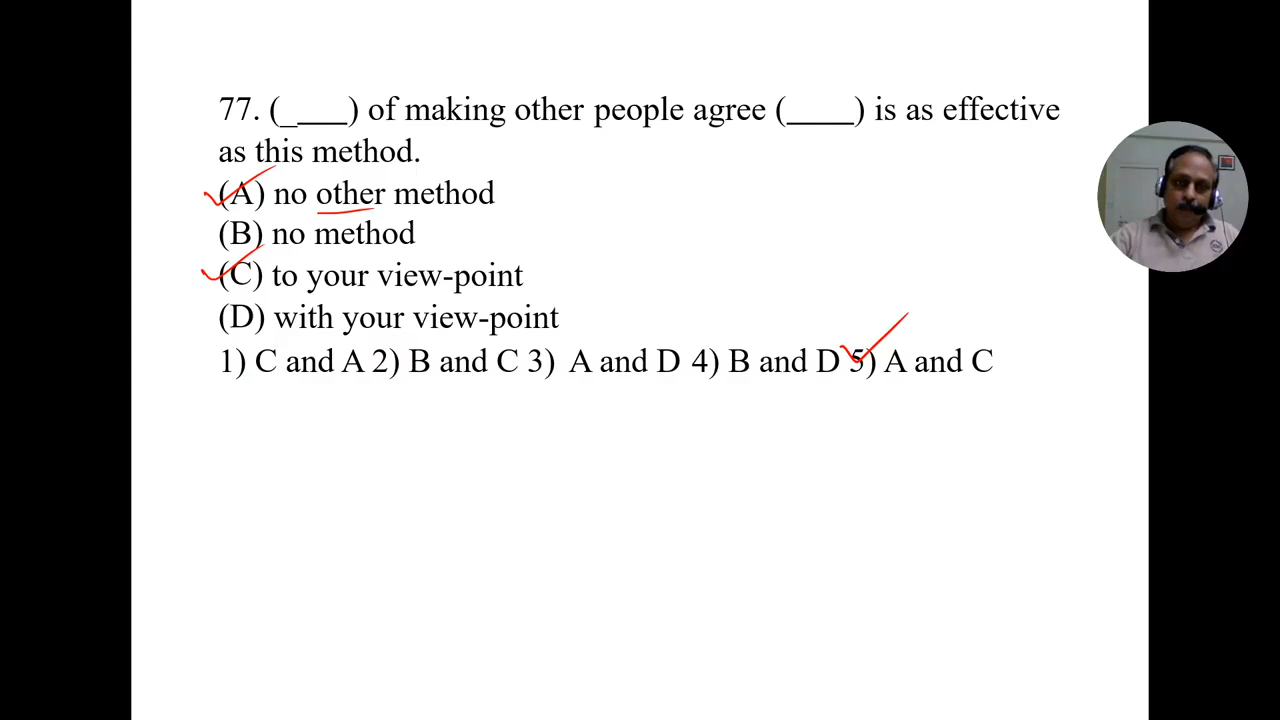 77. (____) of making other people agree (____) is as effective
as this method.
(A) no other method
(B) no method
(C) to your view-point
(D) with your view-point
1) C and A 2) B and C 3) A and D 4) B and D 5) A and C